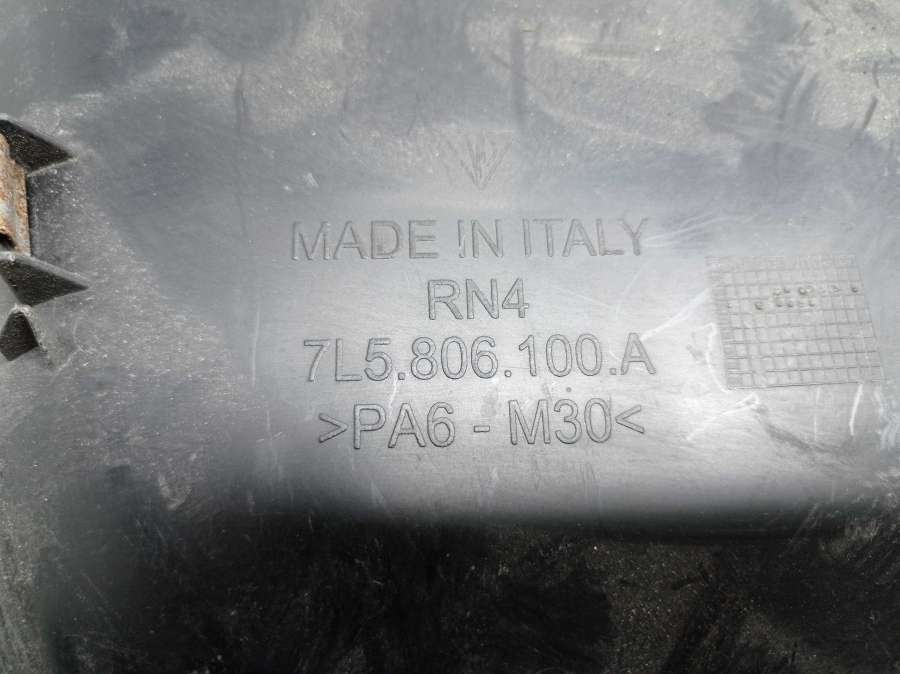 MADE IN ITALY
RN4
7L5.806.100.A
>PA6 - M30<